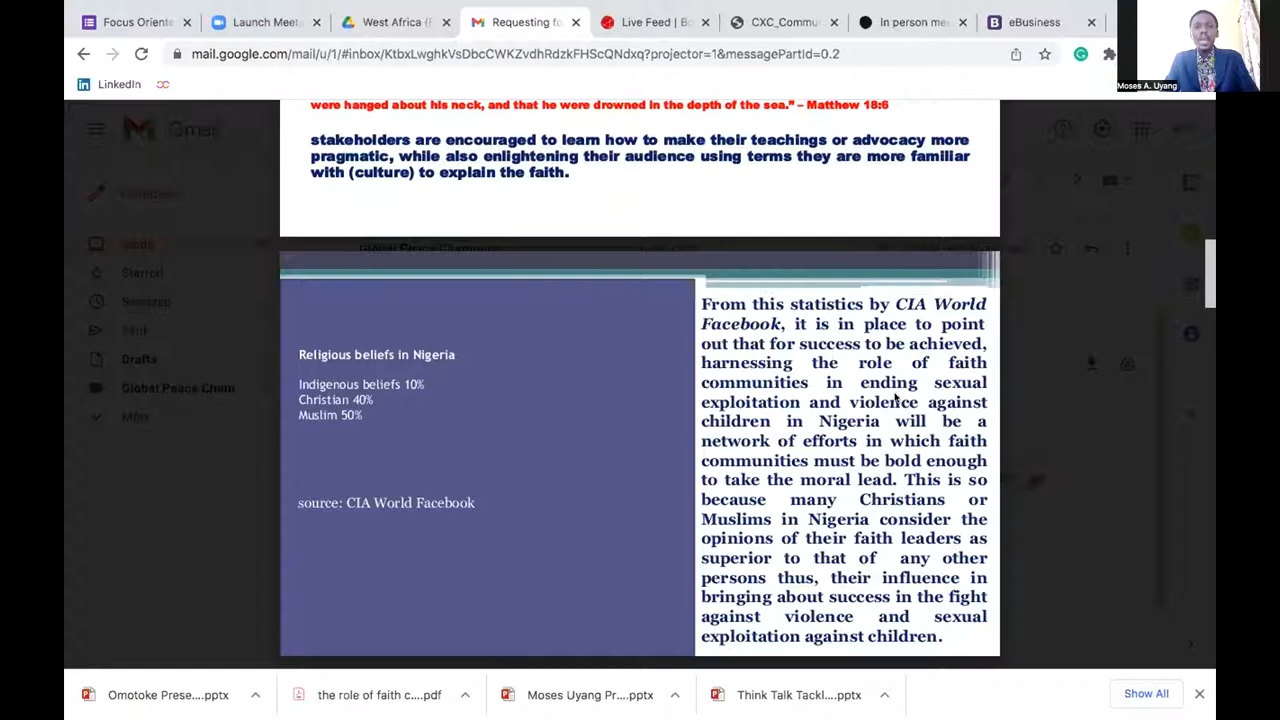 Focus Oriente
Launch Meeti
West Africa (F
Requesting fo
Live Feed | Bo
CXC_Commu
In person me
eBusiness
mail.google.com/mail/u/1/#inbox/KtbxLwghkVsDbcCWKZvdhRdzkFHScQNdxq?projector=1&messagePartId=0.2
Moses A. Uyang
LinkedIn
were hanged about his neck, and that he were drowned in the depth of the sea.” – Matthew 18:6
Gmail
stakeholders are encouraged to learn how to make their teachings or advocacy more
pragmatic, while also enlightening their audience using terms they are more familiar
with (culture) to explain the faith.
Compose
Inbox
Starred
Snoozed
Sent
Drafts
Global Peace Chain
More
Religious beliefs in Nigeria
Indigenous beliefs 10%
Christian 40%
Muslim 50%
source: CIA World Facebook
From this statistics by CIA World
Facebook, it is in place to point
out that for success to be achieved,
harnessing the role of faith
communities in ending sexual
exploitation and violence against
children in Nigeria will be a
network of efforts in which faith
communities must be bold enough
to take the moral lead. This is so
because many Christians or
Muslims in Nigeria consider the
opinions of their faith leaders as
superior to that of any other
persons thus, their influence in
bringing about success in the fight
against violence and sexual
exploitation against children.
Omotoke Prese....pptx
the role of faith c....pdf
Moses Uyang Pr....pptx
Think Talk Tackl....pptx
Show All